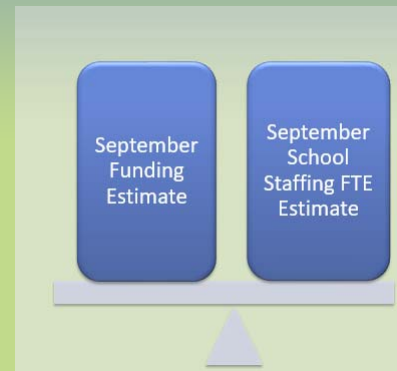 September
Funding
Estimate
September
School
Staffing FTE
Estimate